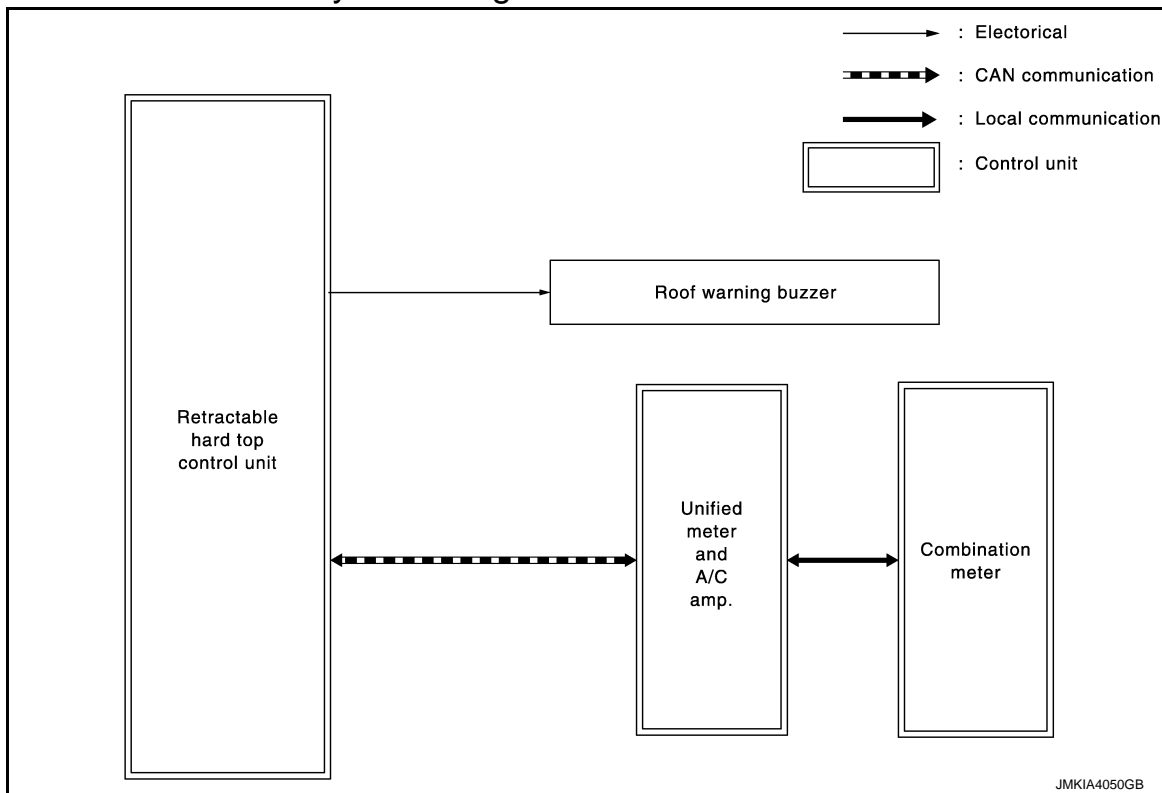 : Electorical
: CAN communication
: Local communication
: Control unit
Roof warning buzzer
Retractable
hard top
control unit
Unified
meter
and
A/C
amp.
Combination
meter
JMKIA4050GB